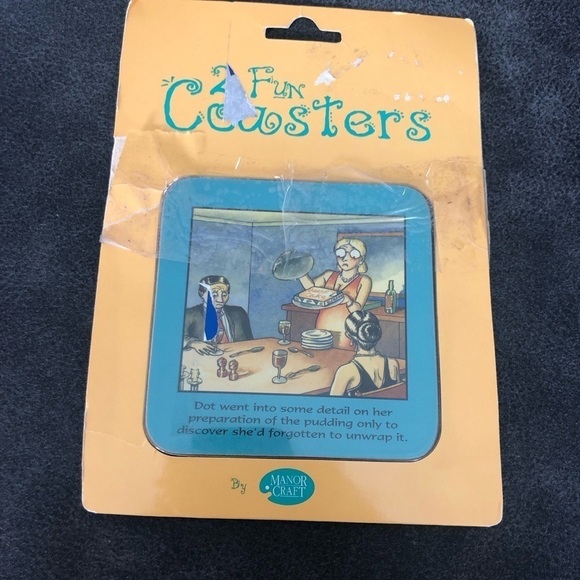 2 Fun
Coasters
Dot went into some detail on her
preparation of the pudding only to
discover she'd forgotten to unwrap it.
By MANOR
CRAFT